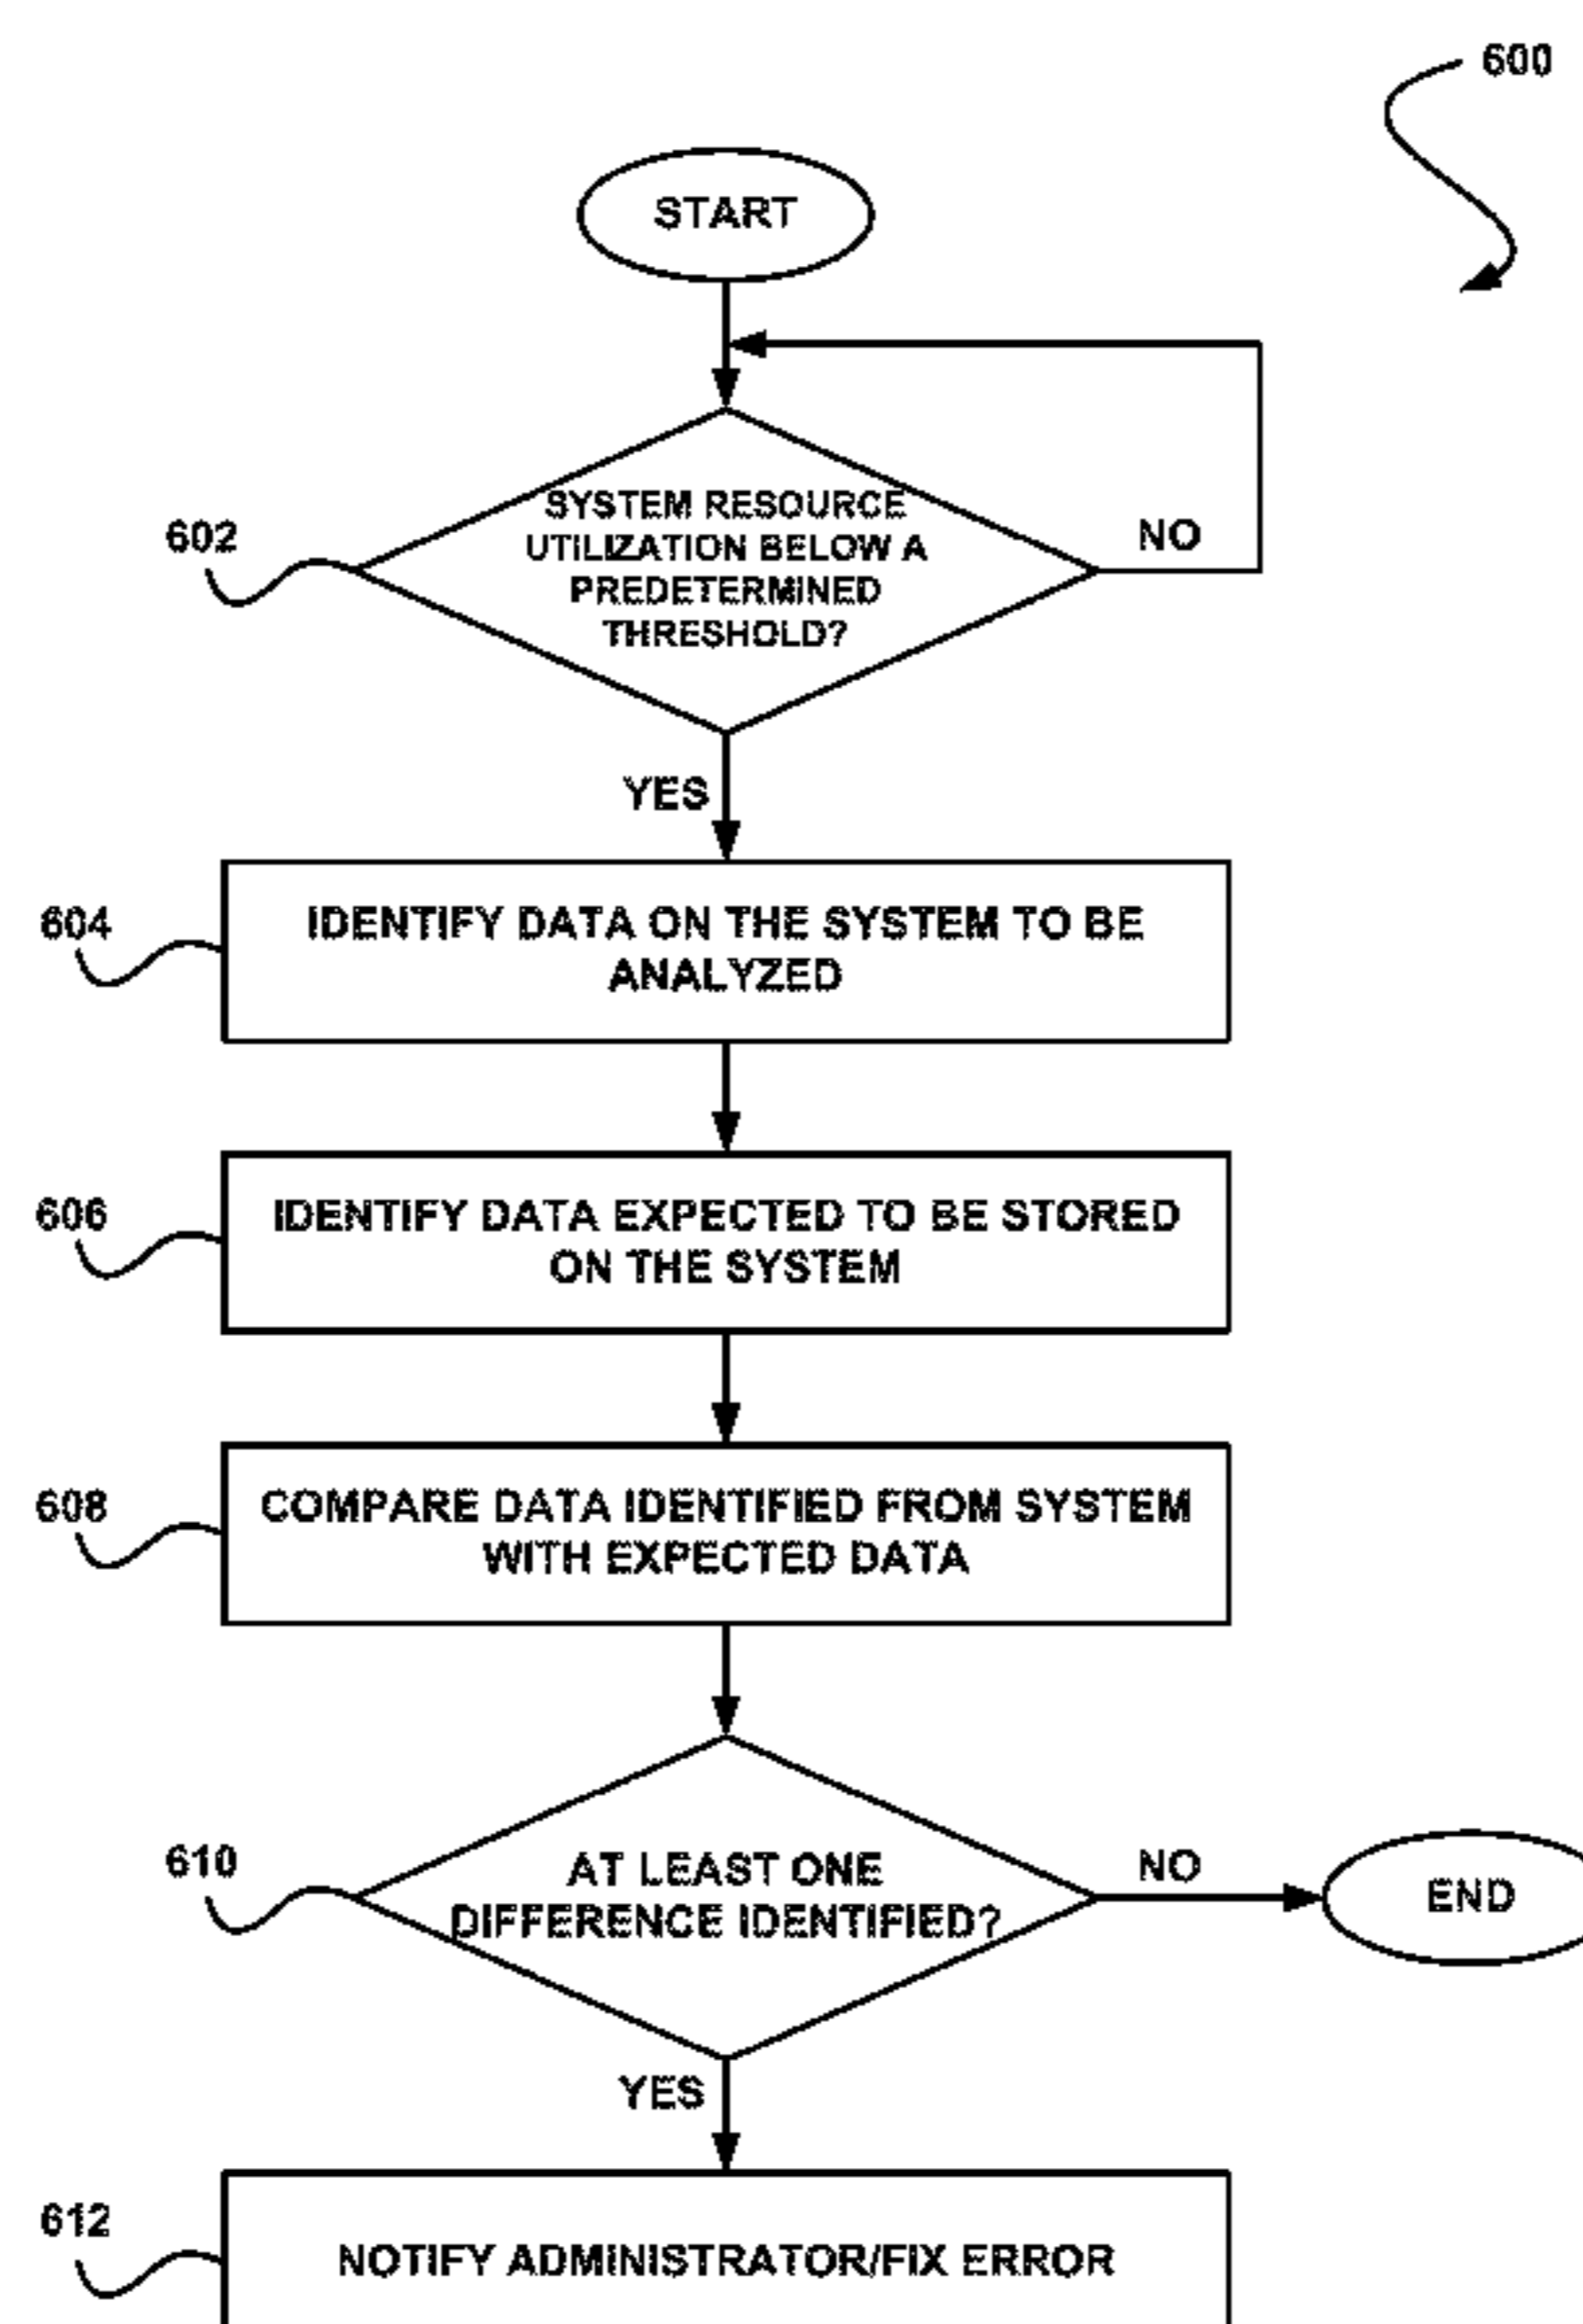 600
START
602
SYSTEM RESOURCE
UTILIZATION BELOW A
PREDETERMINED
THRESHOLD?
NO
YES
604
IDENTIFY DATA ON THE SYSTEM TO BE
ANALYZED
606
IDENTIFY DATA EXPECTED TO BE STORED
ON THE SYSTEM
608
COMPARE DATA IDENTIFIED FROM SYSTEM
WITH EXPECTED DATA
610
AT LEAST ONE
DIFFERENCE IDENTIFIED?
NO
END
YES
612
NOTIFY ADMINISTRATOR/FIX ERROR